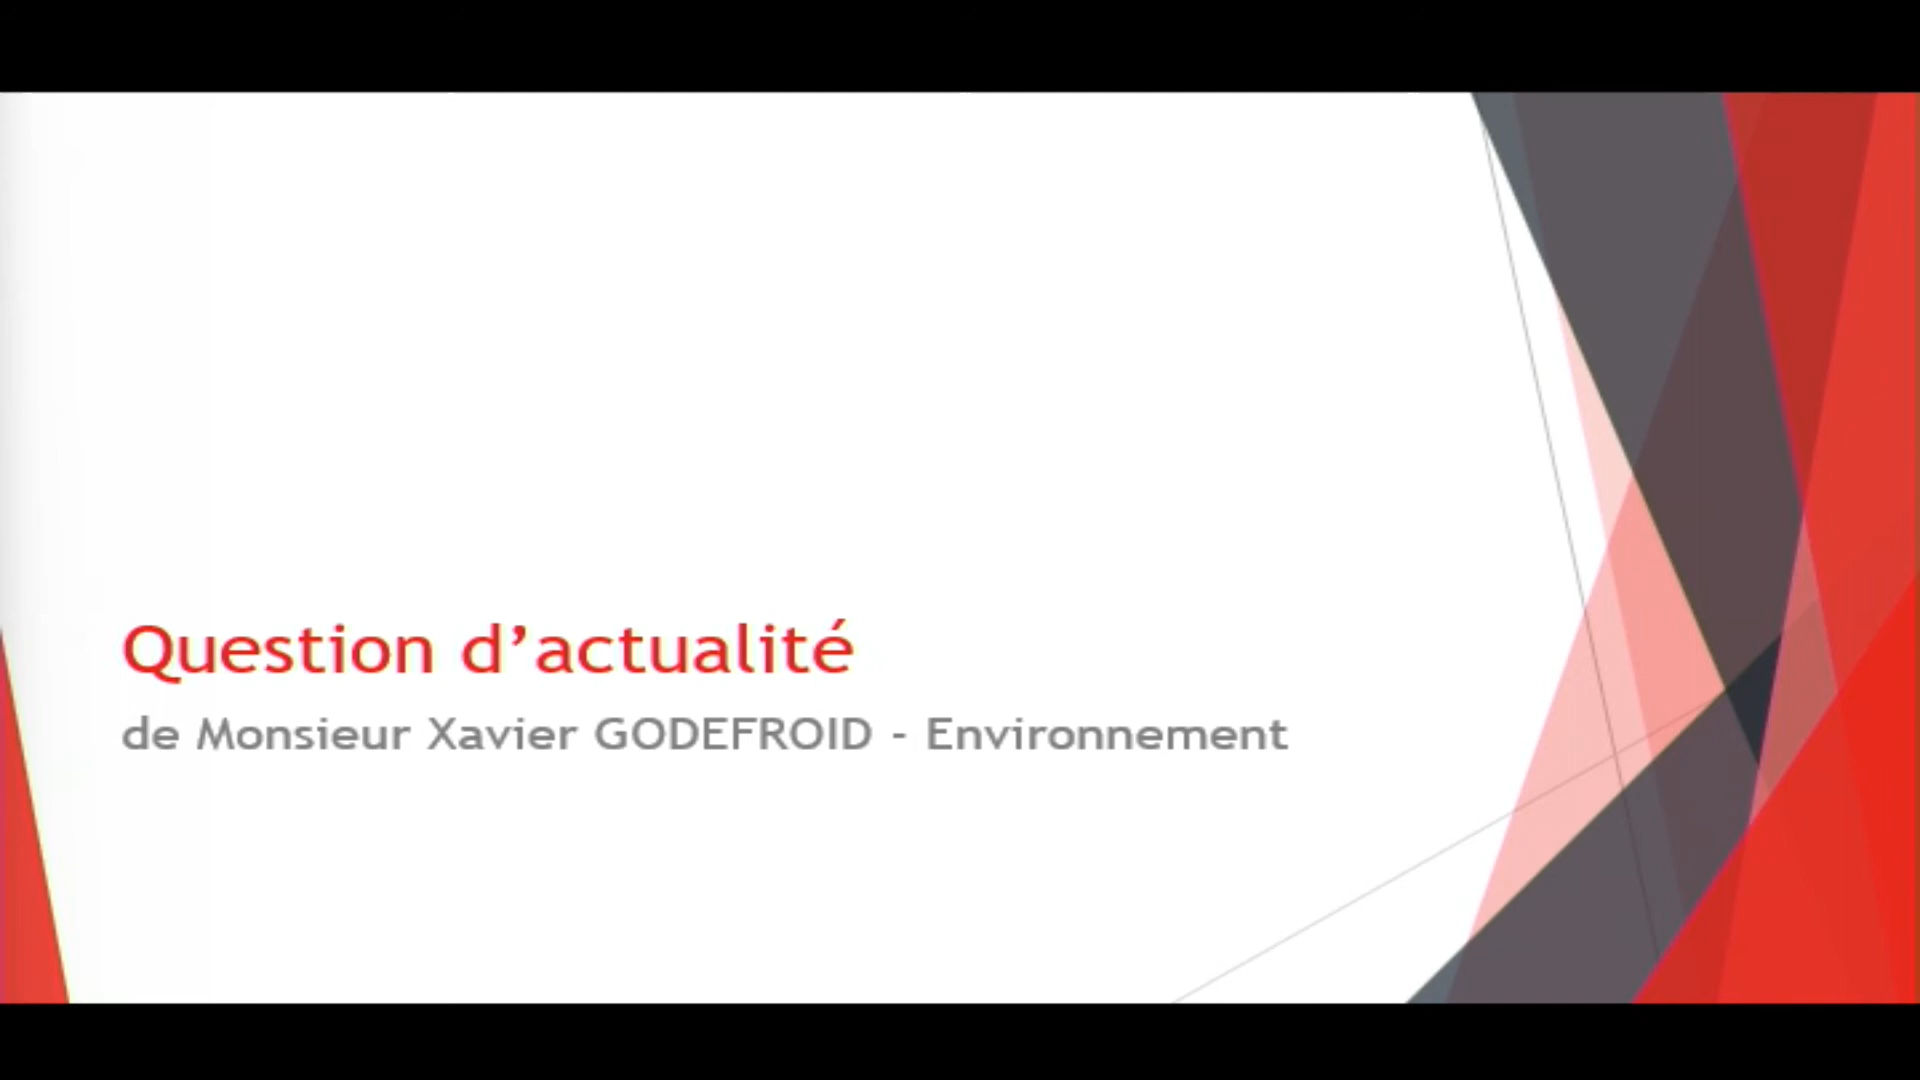 Question d’actualité
de Monsieur Xavier GODEFROID - Environnement